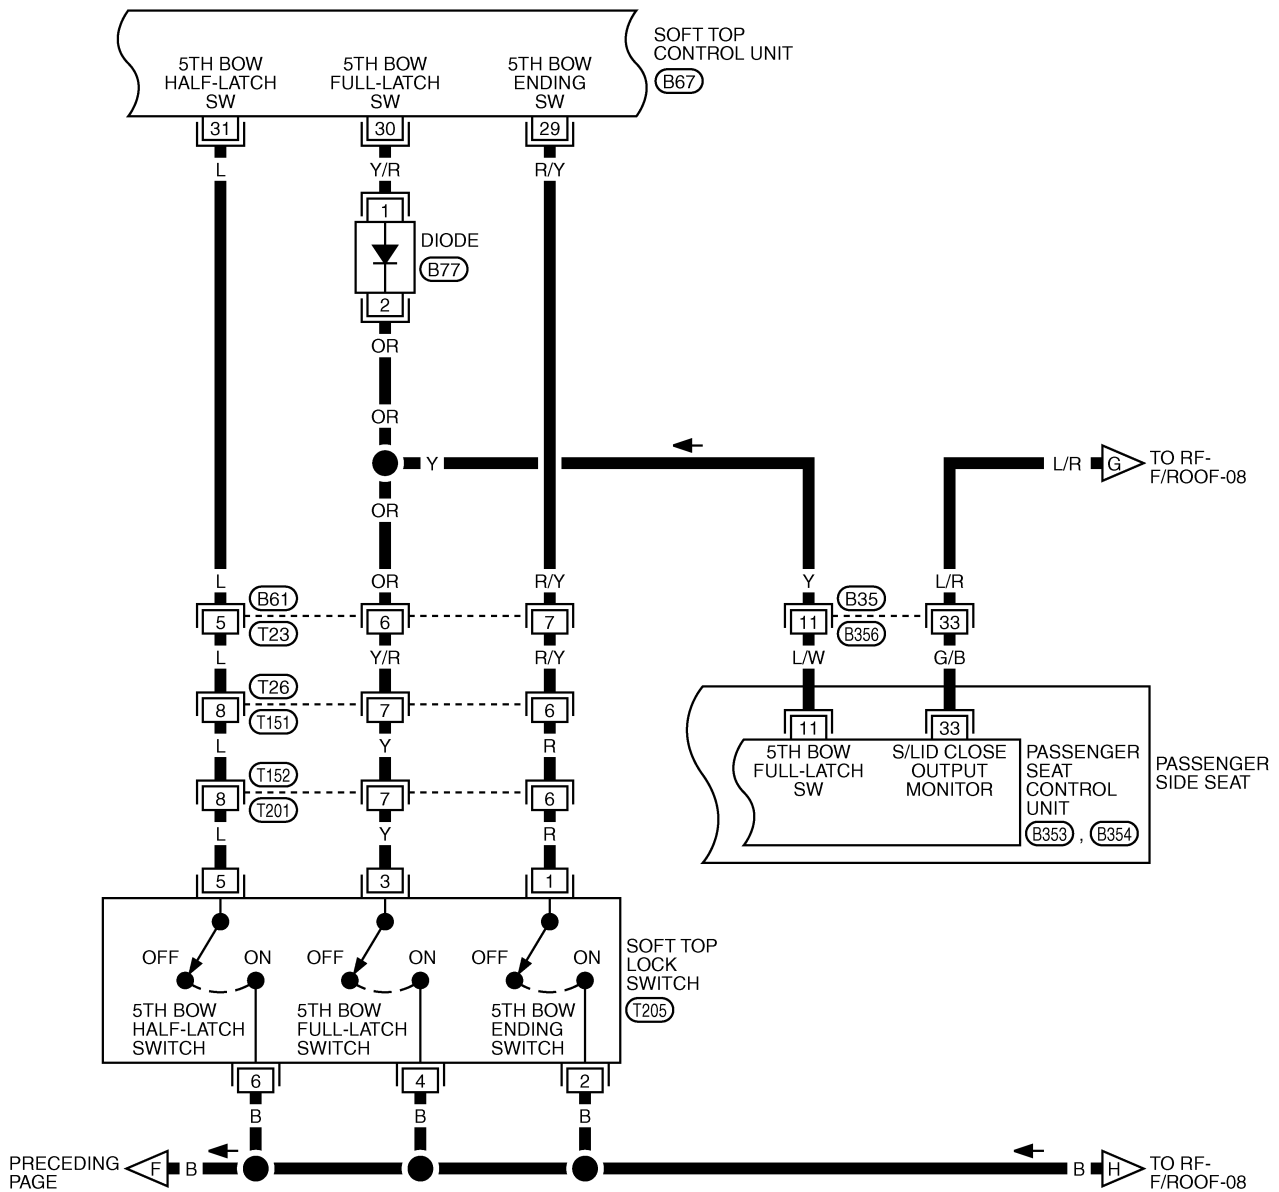 SOFT TOP
CONTROL UNIT
B67
5TH BOW
HALF-LATCH
SW
5TH BOW
FULL-LATCH
SW
5TH BOW
ENDING
SW
31
30
29
L
Y/R
R/Y
1
DIODE
B77
2
OR
OR
Y
L/R
G
TO RF-
F/ROOF-08
OR
L
OR
R/Y
Y
L/R
B61
B35
5
6
7
11
33
T23
B356
L
Y/R
R/Y
L/W
G/B
T26
8
7
6
T151
11
33
L
Y
R
5TH BOW
FULL-LATCH
SW
S/LID CLOSE
OUTPUT
MONITOR
PASSENGER
SEAT
CONTROL
UNIT
B353 , B354
PASSENGER
SIDE SEAT
T152
8
7
6
T201
L
Y
R
5
3
1
OFF
ON
OFF
ON
OFF
ON
SOFT TOP
LOCK
SWITCH
T205
5TH BOW
HALF-LATCH
SWITCH
5TH BOW
FULL-LATCH
SWITCH
5TH BOW
ENDING
SWITCH
6
4
2
B
B
B
PRECEDING
PAGE
F
B
B
H
TO RF-
F/ROOF-08